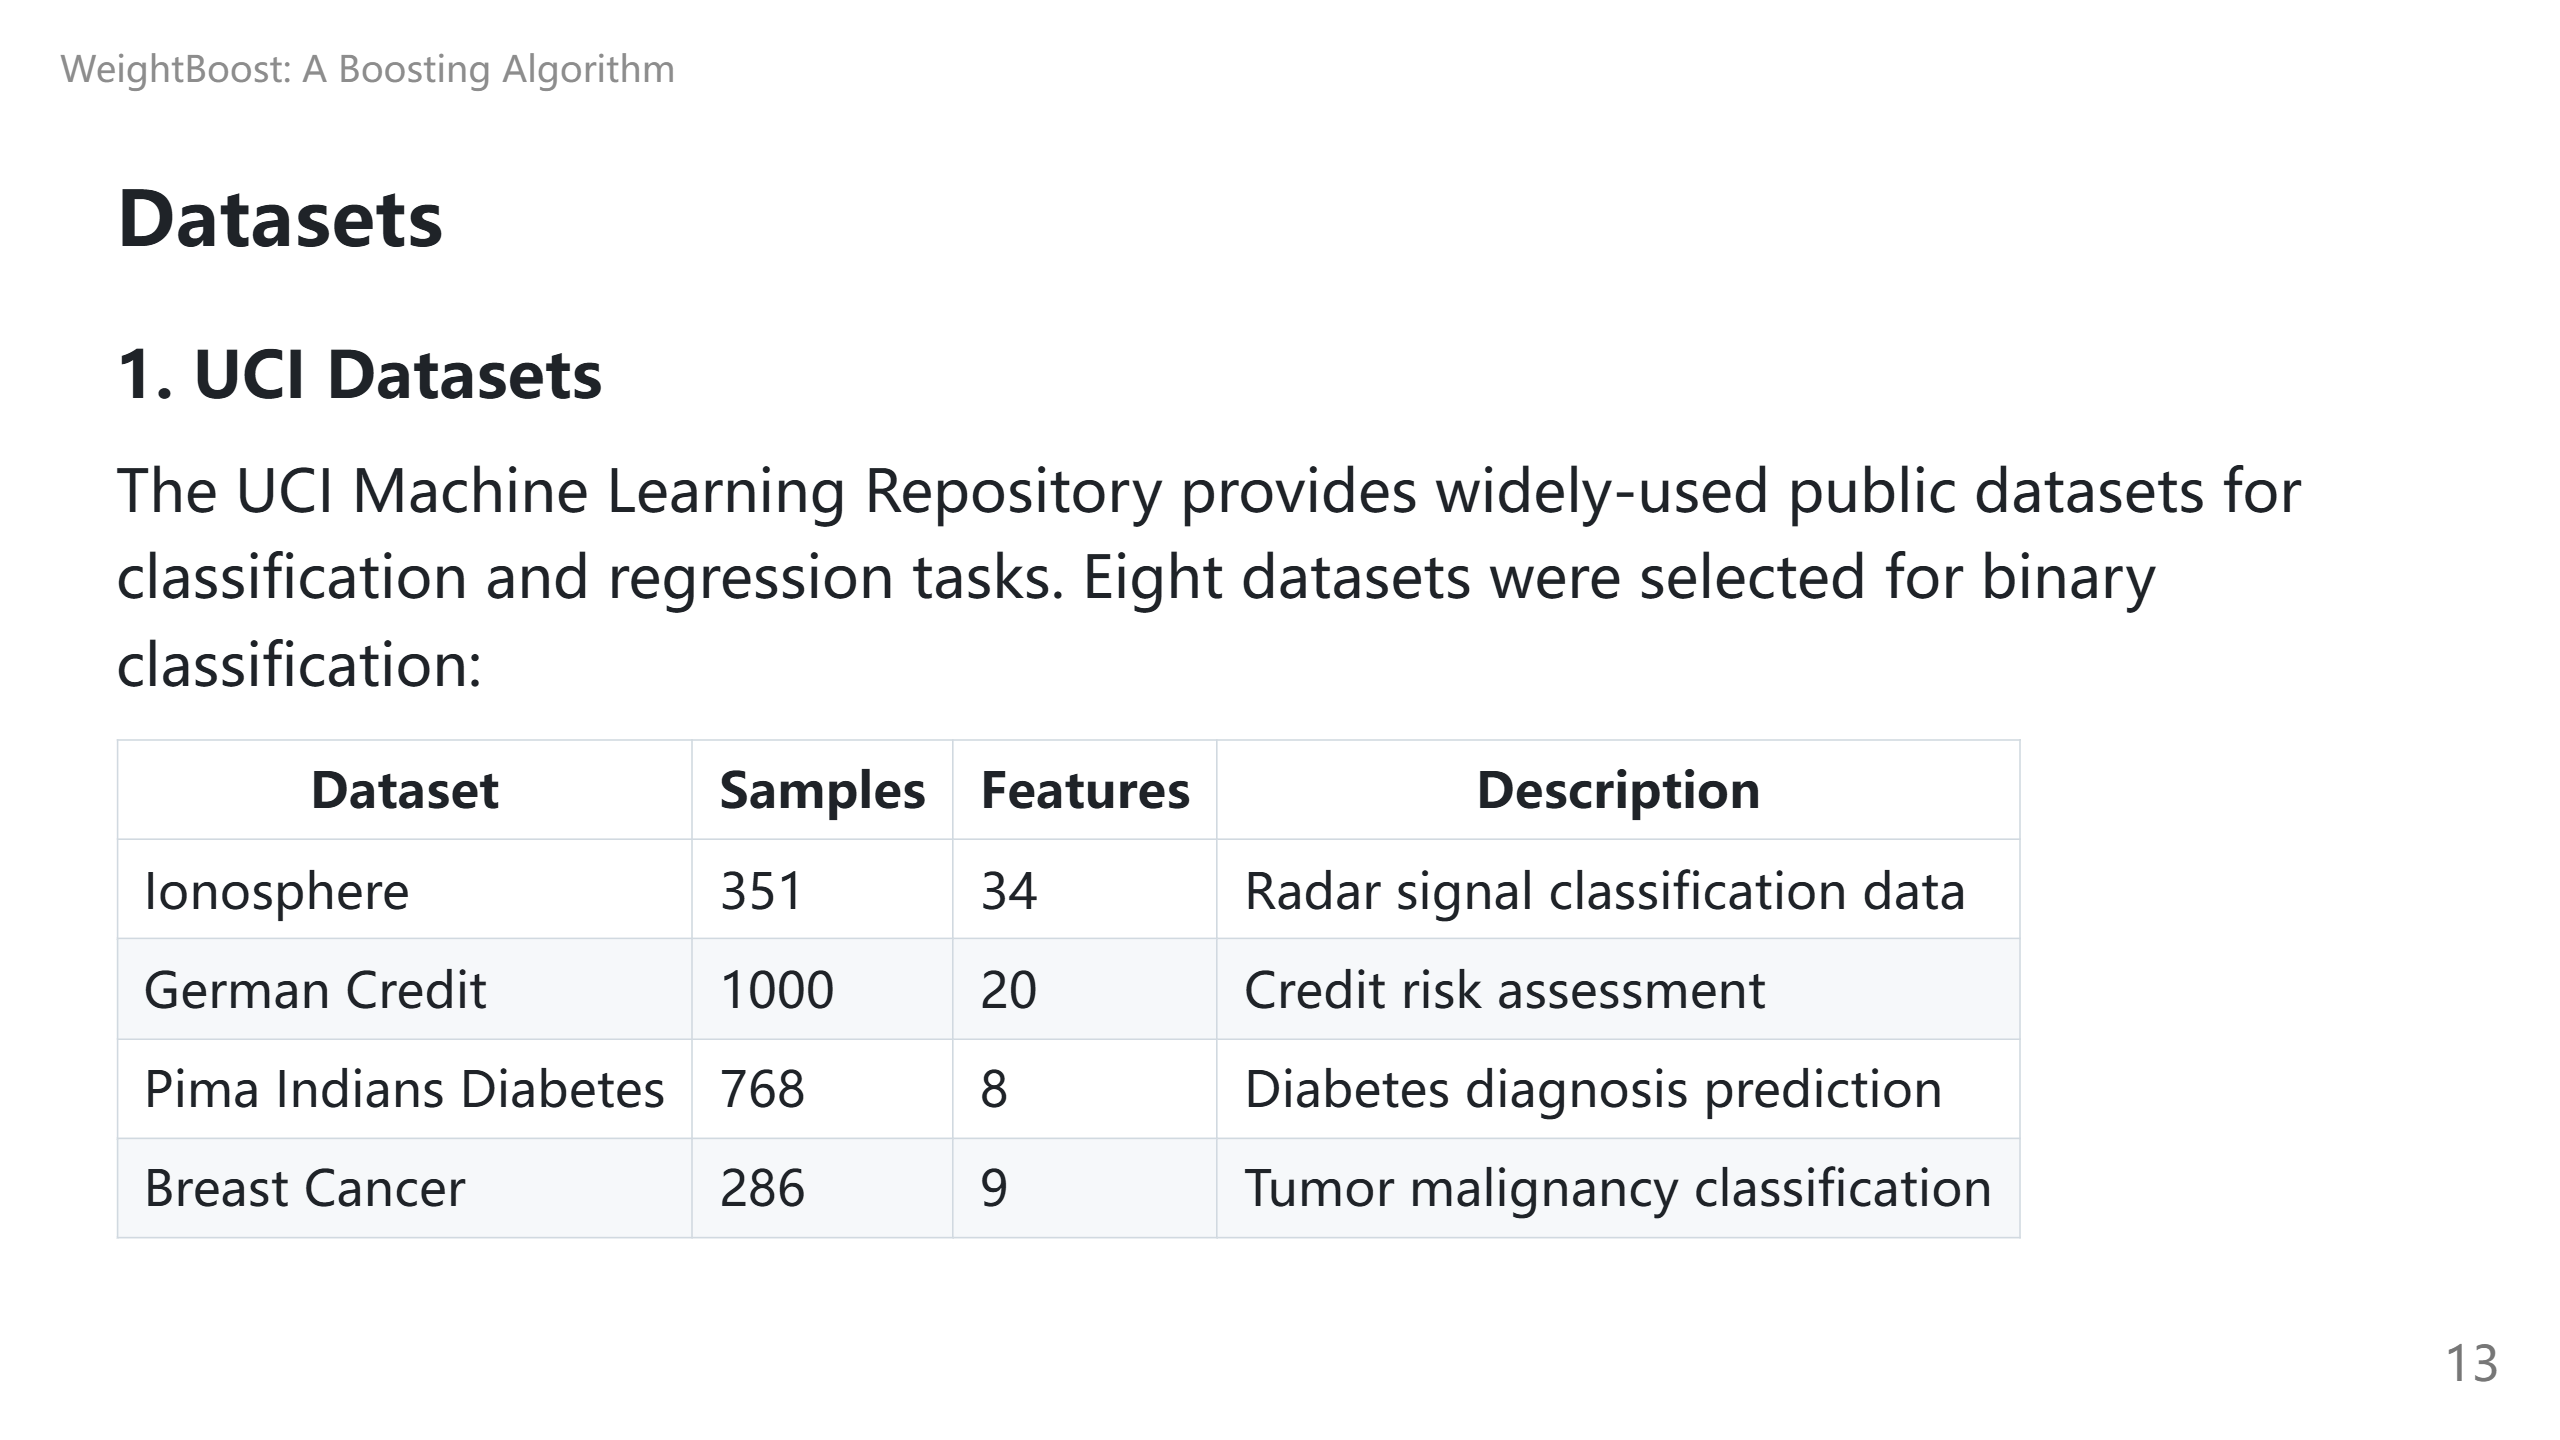 WeightBoost: A Boosting Algorithm
Datasets
1. UCI Datasets
The UCI Machine Learning Repository provides widely-used public datasets for
classification and regression tasks. Eight datasets were selected for binary
classification:
Dataset Samples Features Description
Ionosphere 351 34 Radar signal classification data
German Credit 1000 20 Credit risk assessment
Pima Indians Diabetes 768 8 Diabetes diagnosis prediction
Breast Cancer 286 9 Tumor malignancy classification
13